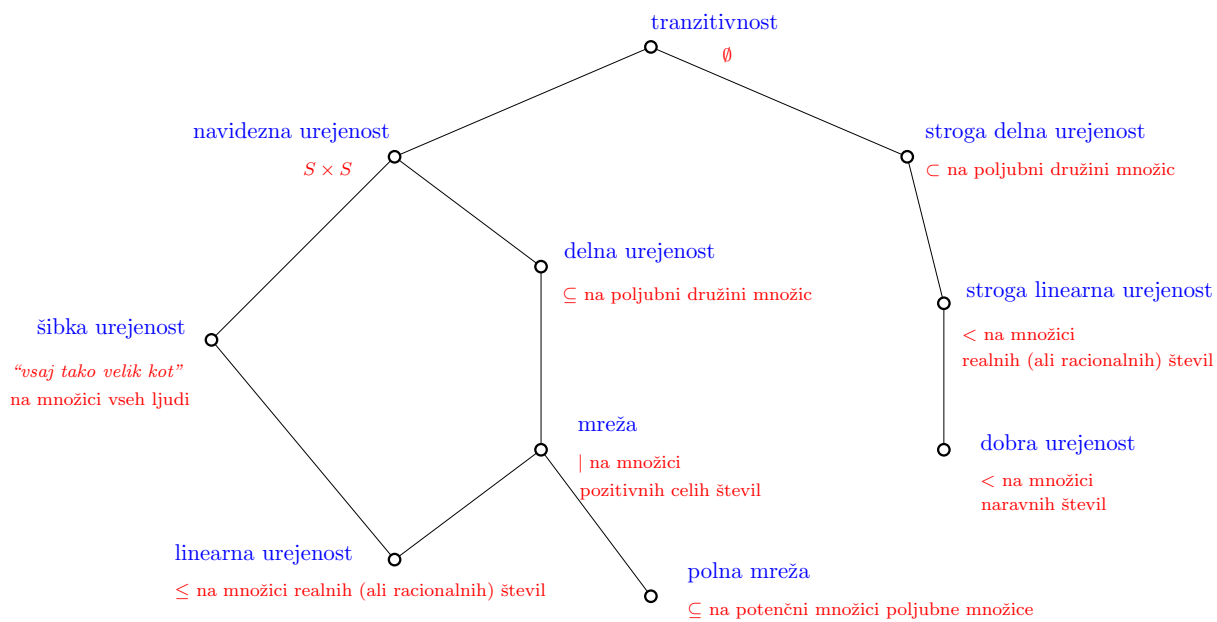 tranzitivnost
∅
navidezna urejenost
S × S
stroga delna urejenost
⊂ na poljubni družini množic
delna urejenost
⊆ na poljubni družini množic
stroga linearna urejenost
< na množici
realnih (ali racionalnih) števil
šibka urejenost
“vsaj tako velik kot”
na množici vseh ljudi
mreža
| na množici
pozitivnih celih števil
dobra urejenost
< na množici
naravnih števil
linearna urejenost
≤ na množici realnih (ali racionalnih) števil
polna mreža
⊆ na potenčni množici poljubne množice